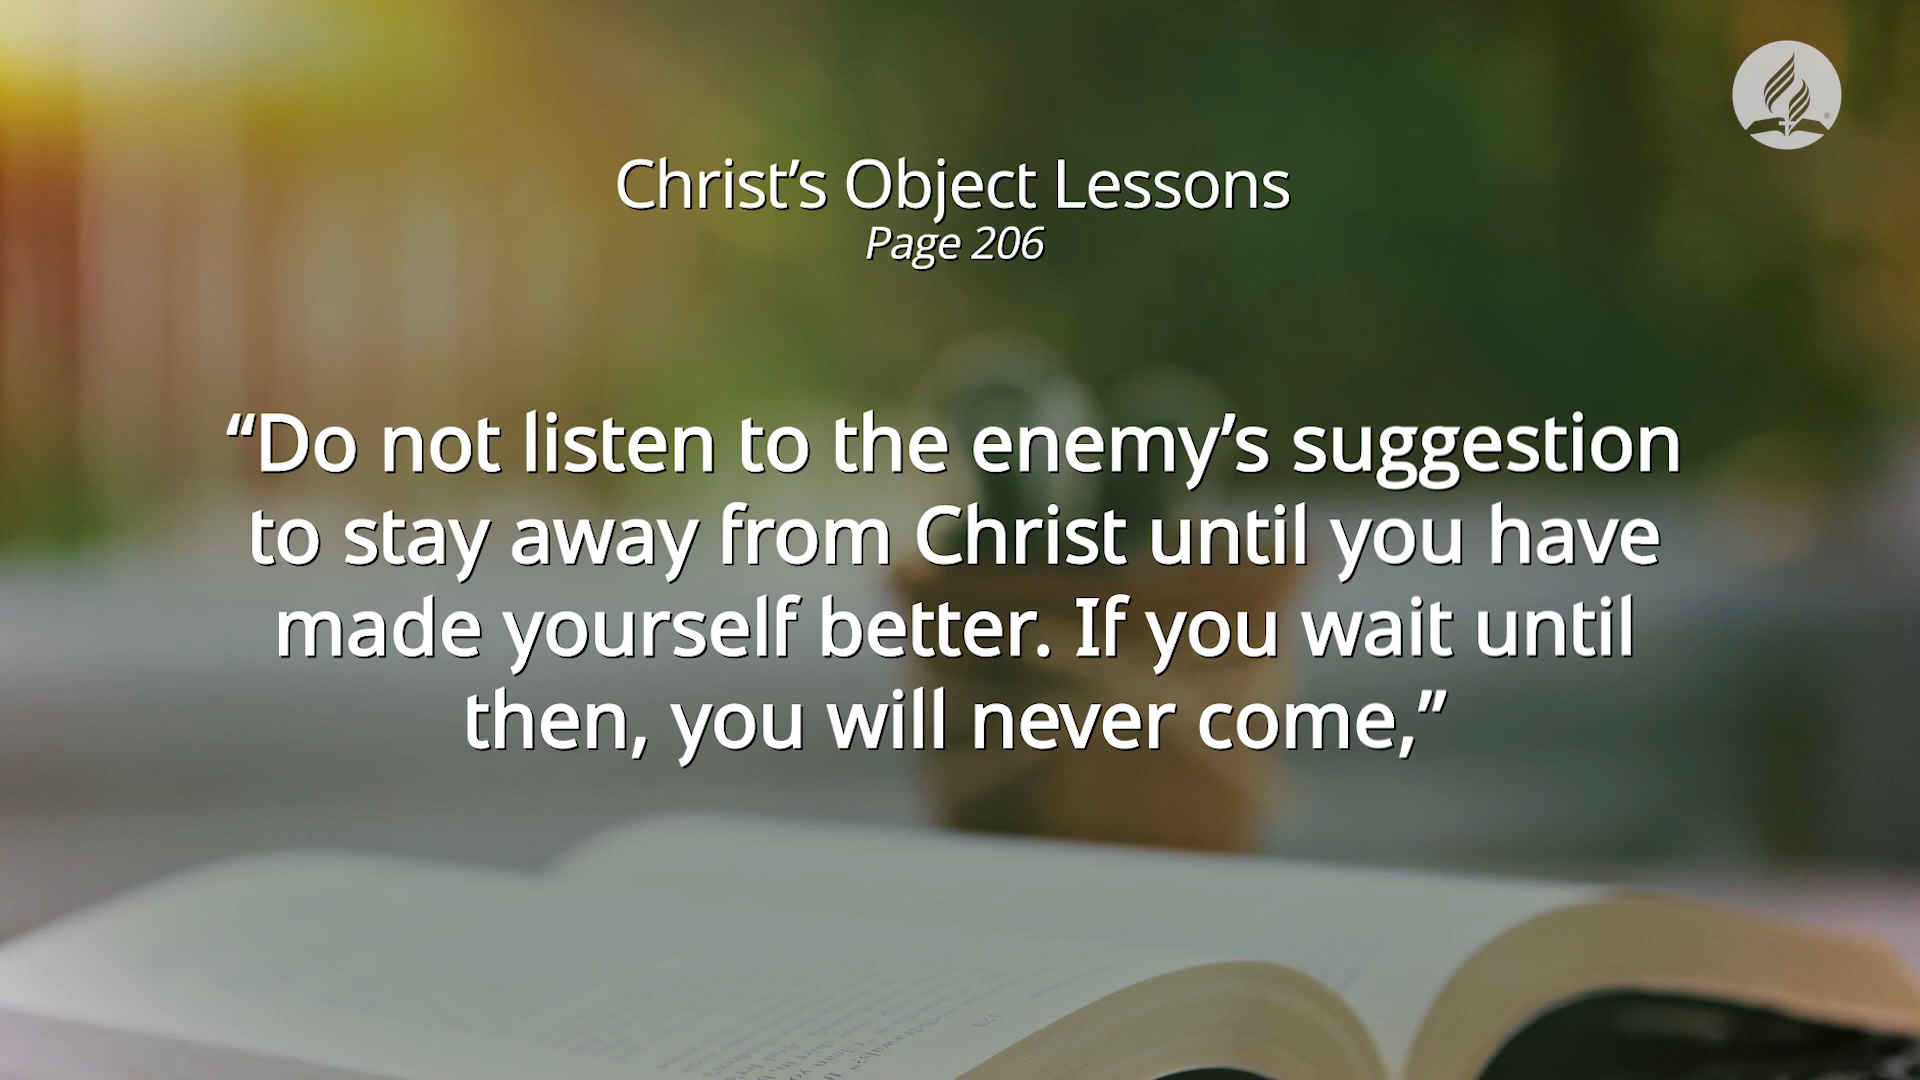 Christ’s Object Lessons
Page 206
“Do not listen to the enemy’s suggestion
to stay away from Christ until you have
made yourself better. If you wait until
then, you will never come,”